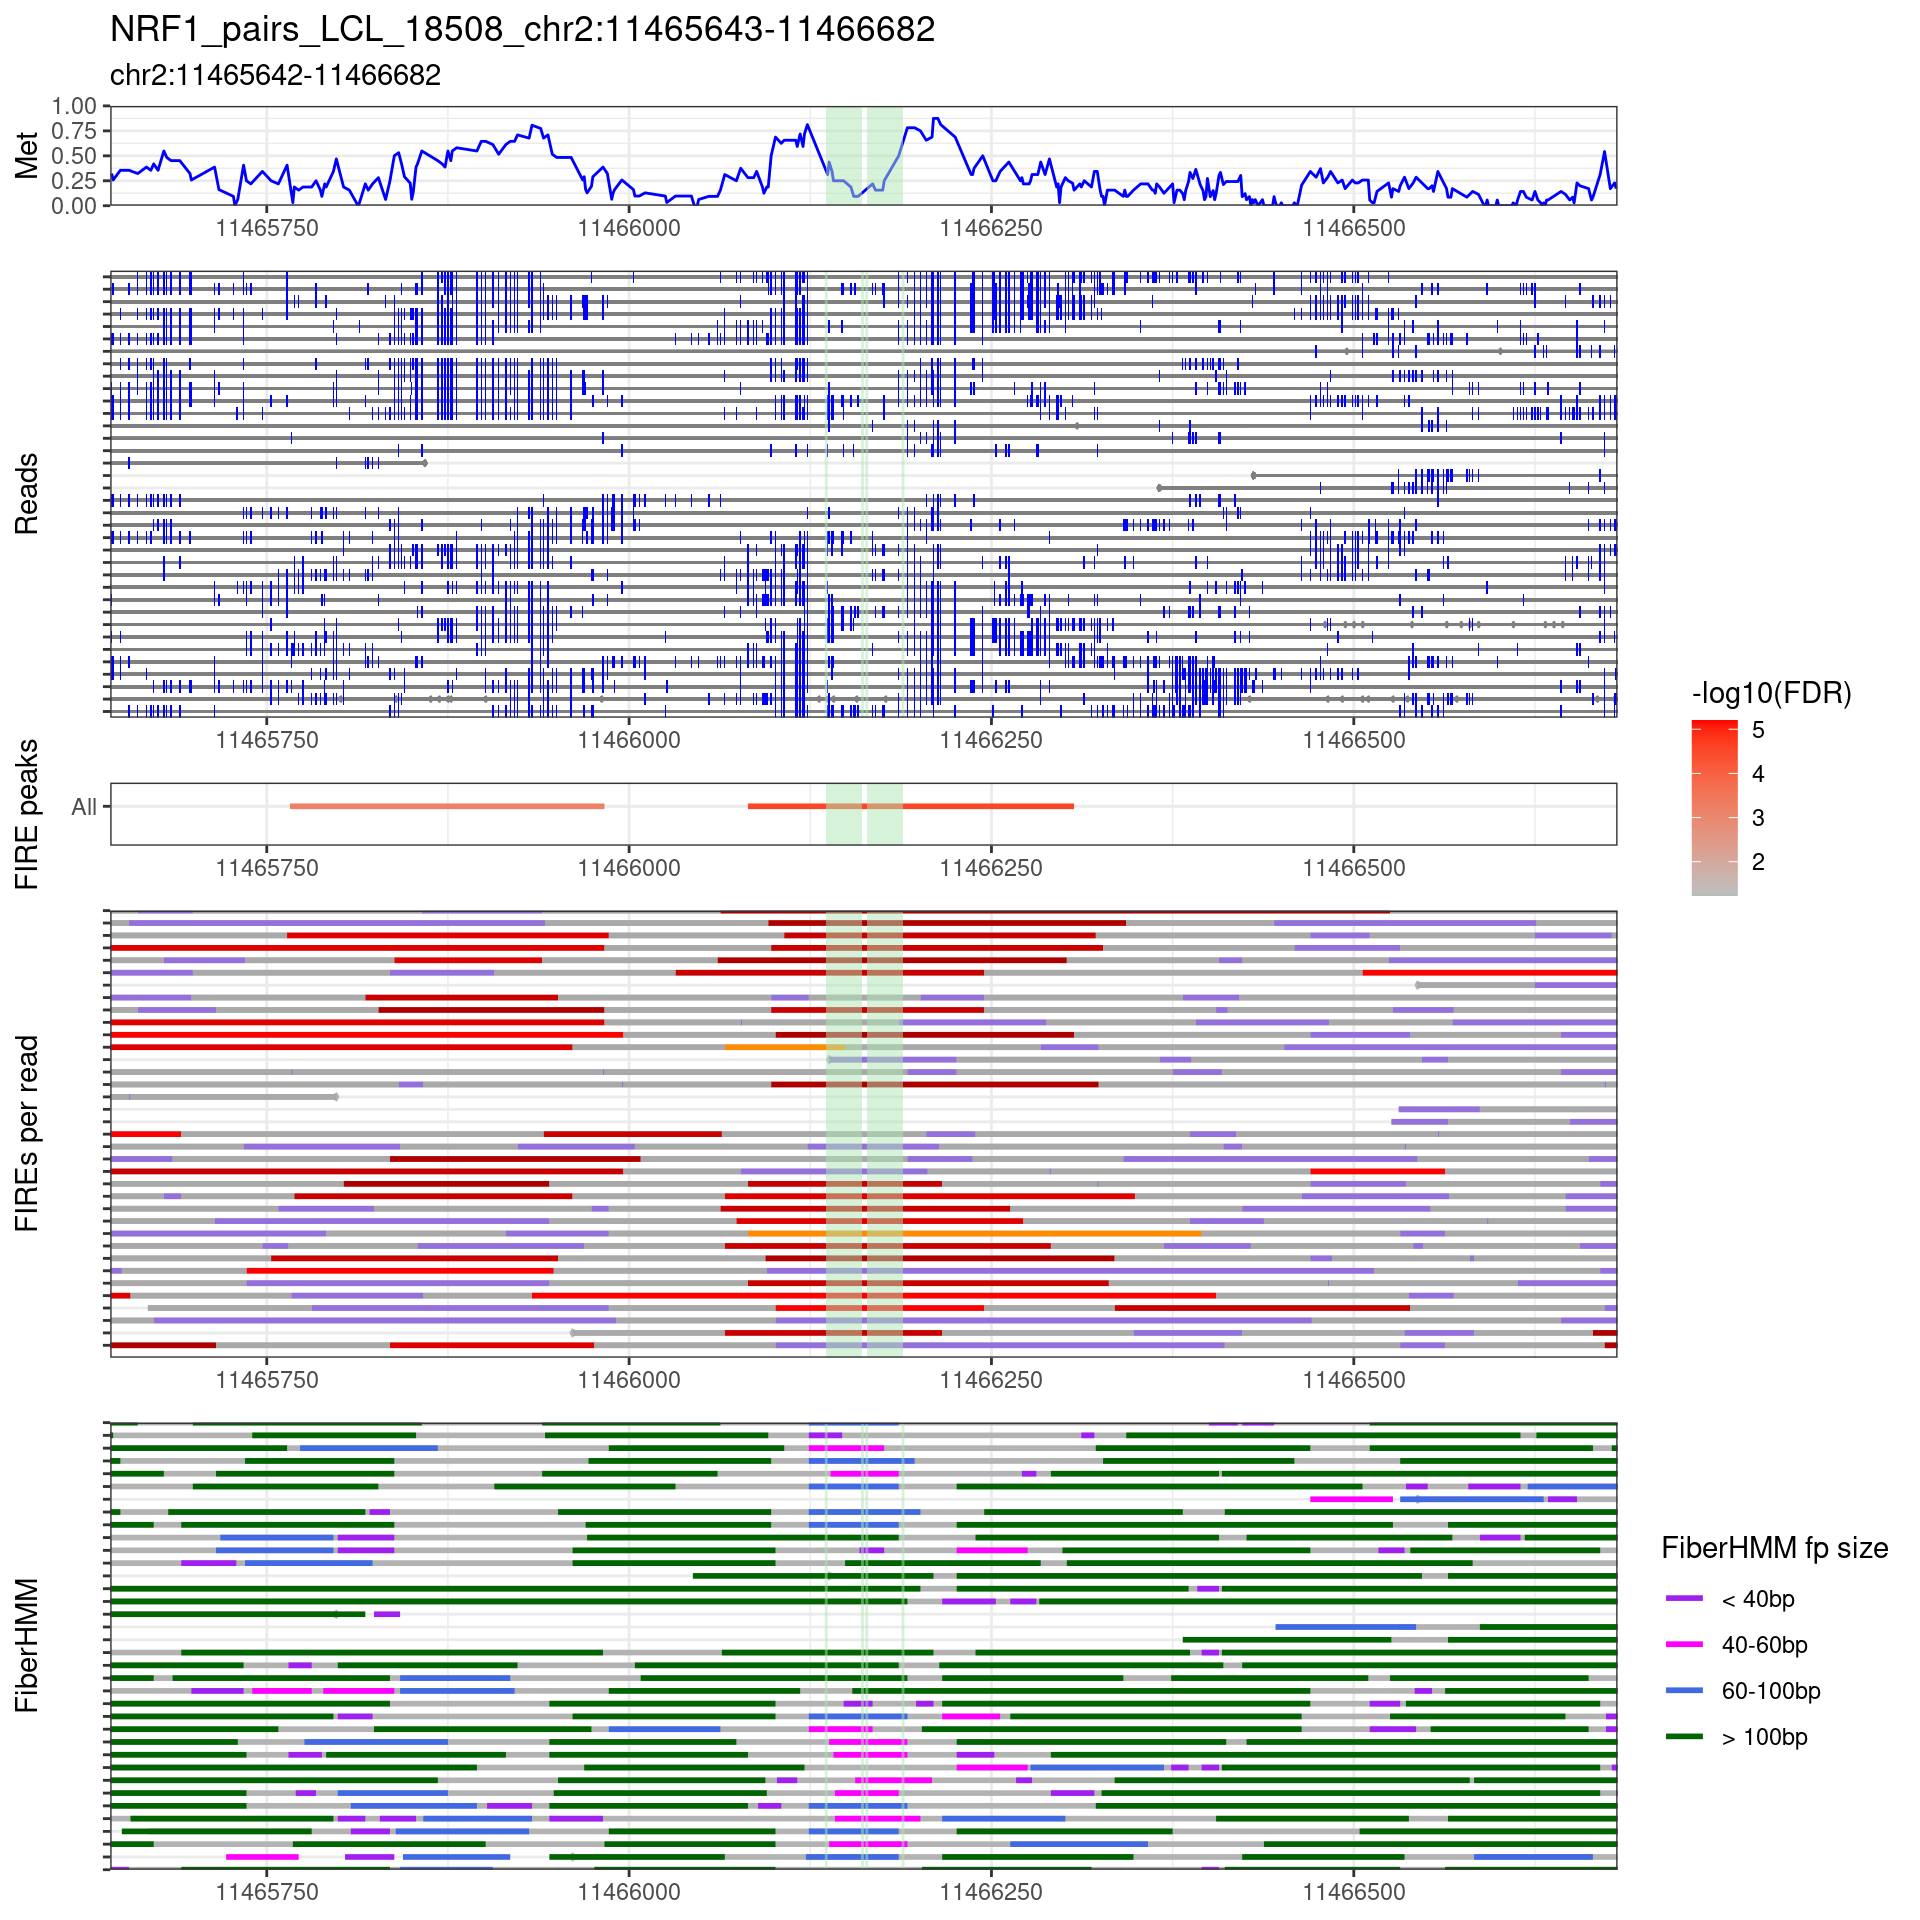 NRF1_pairs_LCL_18508_chr2:11465643-11466682
chr2:11465642-11466682
Met
1.00
0.75
0.50
0.25
0.00
11465750 11466000 11466250 11466500
Reads
11465750 11466000 11466250 11466500
FIRE peaks
All
11465750 11466000 11466250 11466500
-log10(FDR)
5
4
3
2
FIREs per read
11465750 11466000 11466250 11466500
FiberHMM
11465750 11466000 11466250 11466500
FiberHMM fp size
< 40bp
40-60bp
60-100bp
> 100bp